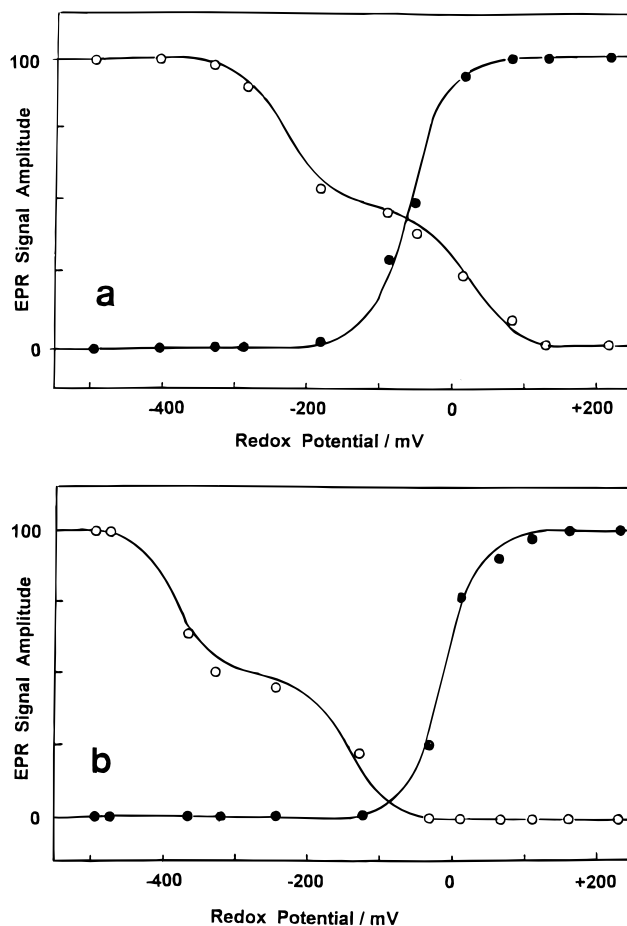 100
EPR Signal Amplitude
a
0
-400
-200
0
+200
Redox Potential / mV
100
EPR Signal Amplitude
b
0
-400
-200
0
+200
Redox Potential / mV